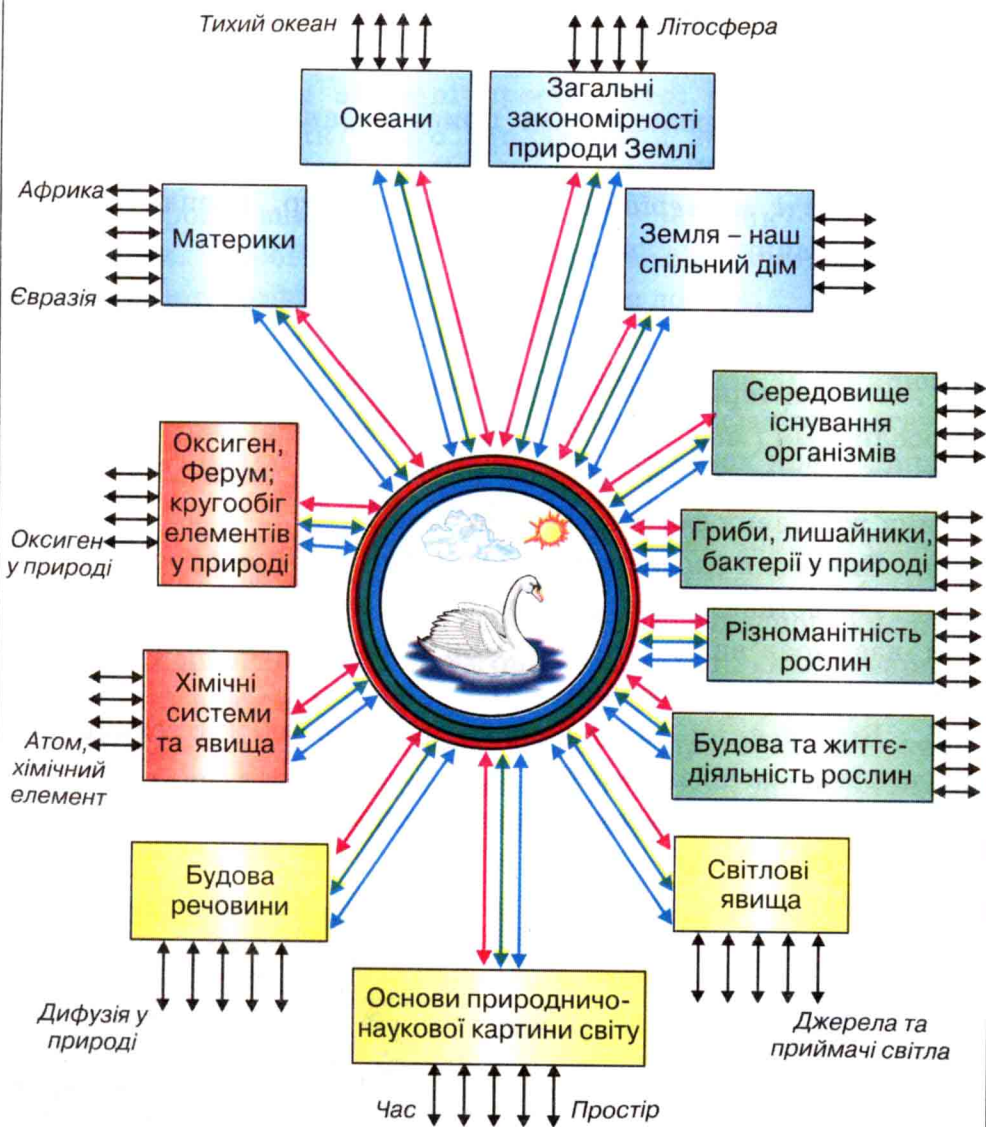 Тихий океан
Літосфера
Океани
Загальні
закономірності
природи Землі
Африка
Материки
Євразія
Земля – наш
спільний дім
Середовище
існування
організмів
Оксиген,
Ферум;
кругообіг
елементів
у природі
Оксиген
у природі
Гриби, лишайники,
бактерії у природі
Різноманітність
рослин
Хімічні
системи
та явища
Атом,
хімічний
елемент
Будова та життє-
діяльність рослин
Будова
речовини
Світлові
явища
Дифузія у
природі
Основи природничо-
наукової картини світу
Джерела та
приймачі світла
Час
Простір